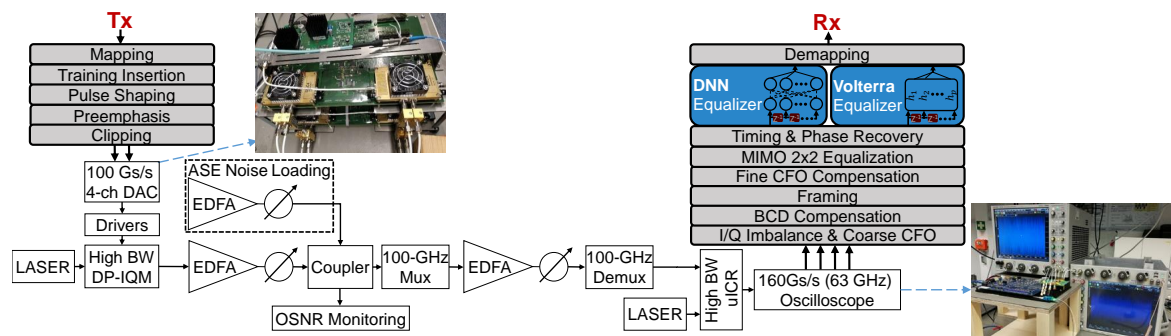 Tx
Mapping
Training Insertion
Pulse Shaping
Preemphasis
Clipping
100 Gs/s
4-ch DAC
Drivers
LASER
High BW
DP-IQM
EDFA
ASE Noise Loading
EDFA
Coupler
OSNR Monitoring
100-GHz
Mux
EDFA
100-GHz
Demux
LASER
High BW
uICR
160Gs/s (63 GHz)
Oscilloscope
Rx
Demapping
DNN
Equalizer
Volterra
Equalizer
h1 h2 ... hp
Timing & Phase Recovery
MIMO 2x2 Equalization
Fine CFO Compensation
Framing
BCD Compensation
I/Q Imbalance & Coarse CFO